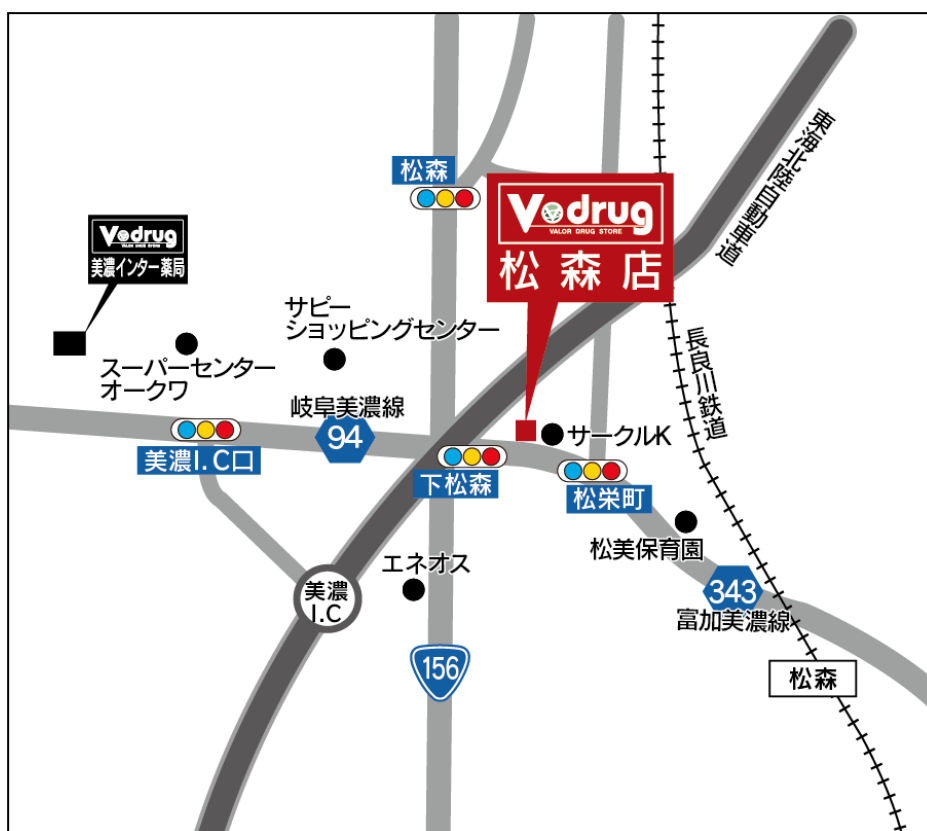 松森
Vdrug
VALOR DRUG STORE
松森店
東海北陸自動車道
Vdrug
VALOR DRUG STORE
美濃インター薬局
サピー
ショッピングセンター
スーパーセンター
オークワ
長良川鉄道
岐阜美濃線
94
サークルK
美濃I.C口
下松森
松栄町
松美保育園
エネオス
美濃
I.C
343
富加美濃線
156
松森